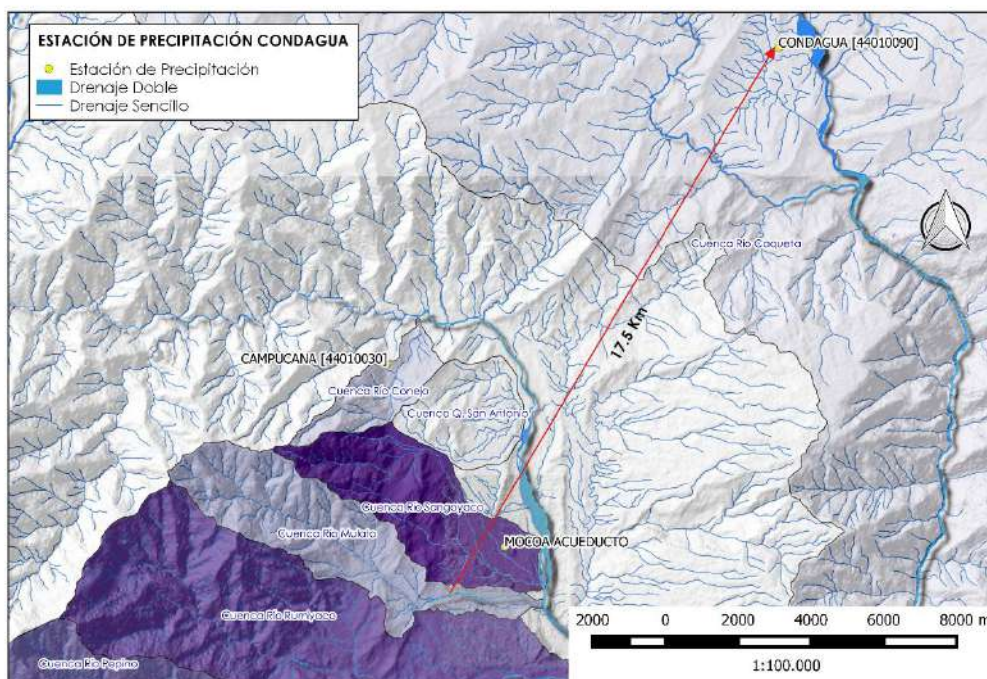 ESTACIÓN DE PRECIPITACIÓN CONDAGUA
Estación de Precipitación
Drenaje Doble
Drenaje Sencillo
CONDAGUA [44010090]
Cuenca Río Caqueta
17.5 Km
CAMPUCANA [44010030]
Cuenca Río Conejo
Cuenca Q. San Antonio
Cuenca Río Sangoyaco
Cuenca Río Mulato
MOCOA ACUEDUCTO
Cuenca Río Rumiyaco
Cuenca Río Pepino
2000 0 2000 4000 6000 8000 m
1:100.000